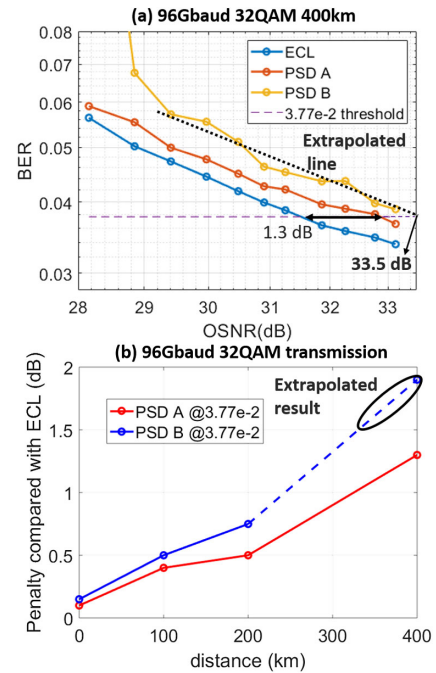 (a) 96Gbaud 32QAM 400km
0.08
ECL
PSD A
PSD B
3.77e-2 threshold
0.06
0.05
0.04
0.03
BER
Extrapolated
line
1.3 dB
33.5 dB
28 29 30 31 32 33
OSNR(dB)
(b) 96Gbaud 32QAM transmission
2
1.5
1
0.5
0
Penalty compared with ECL (dB)
PSD A @3.77e-2
PSD B @3.77e-2
Extrapolated
result
0 100 200 300 400
distance (km)